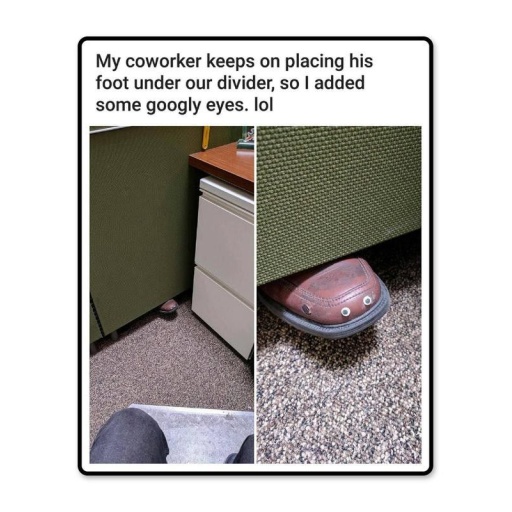 My coworker keeps on placing his
foot under our divider, so I added
some googly eyes. lol